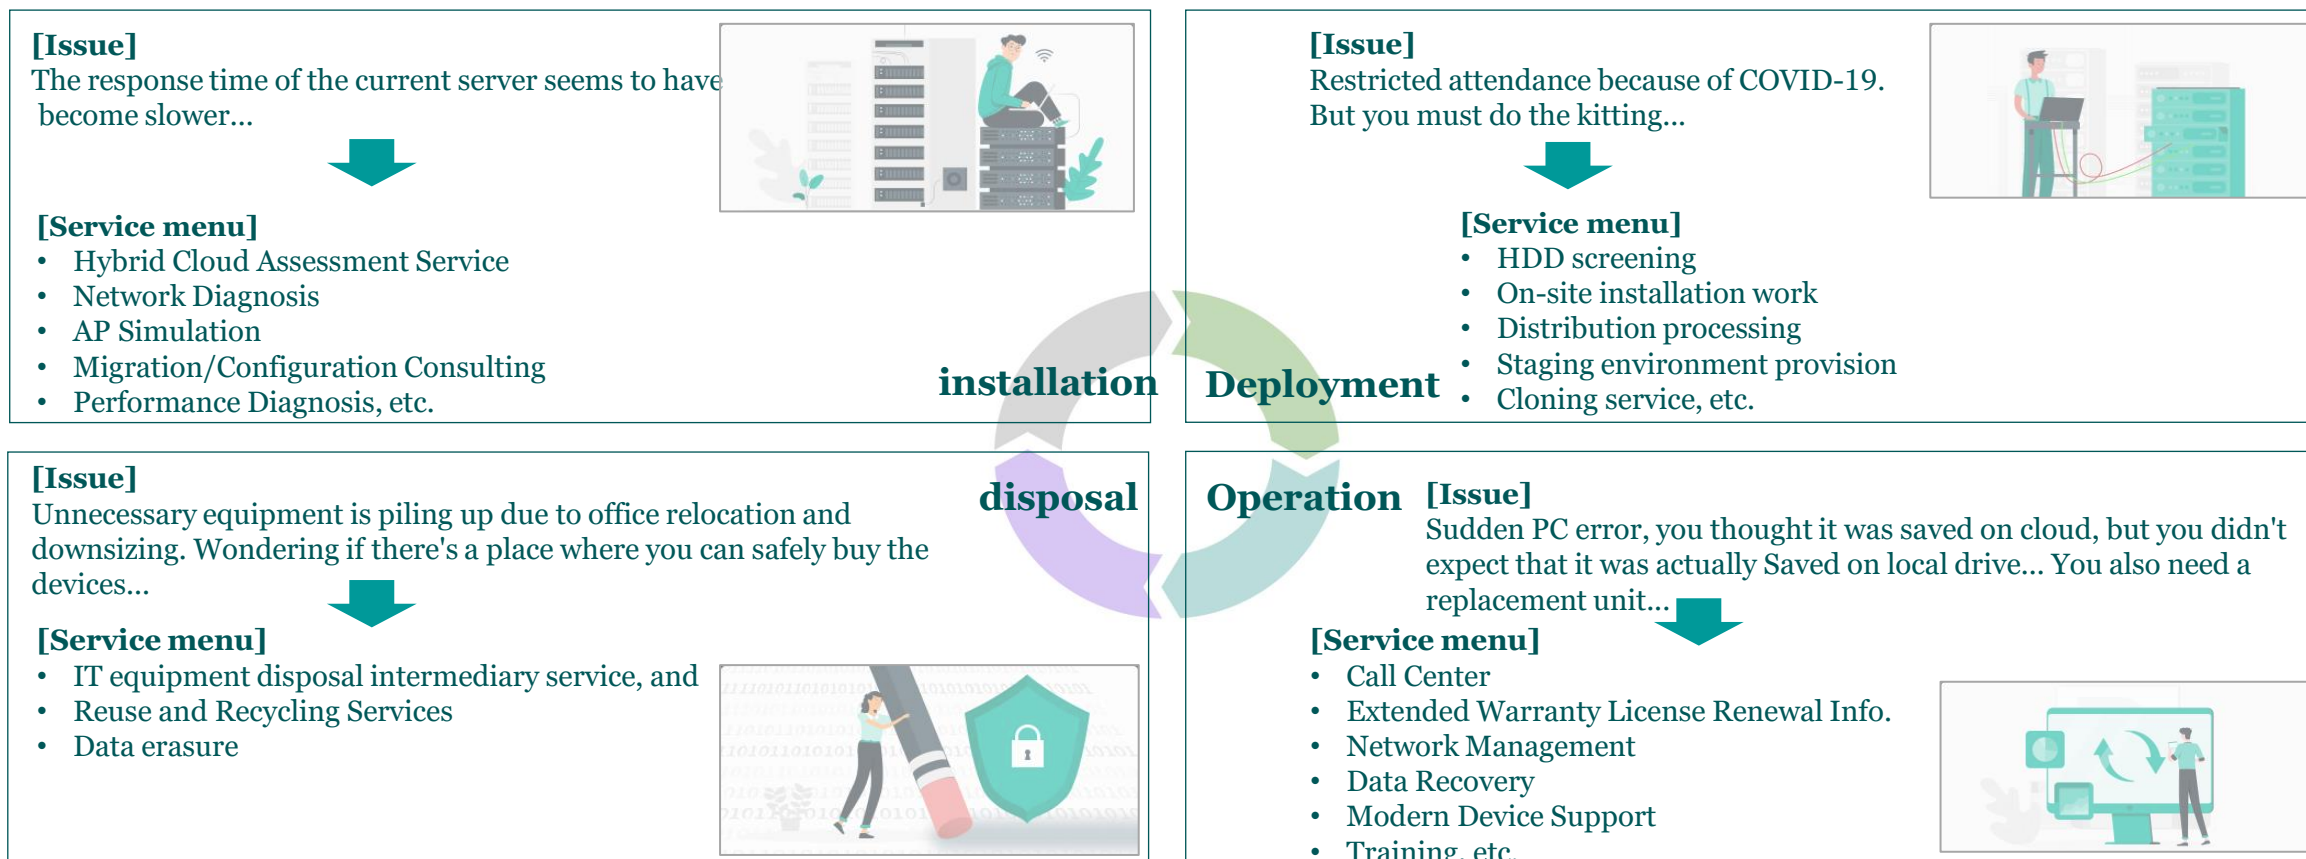 [Issue]
The response time of the current server seems to have
become slower...
[Service menu]
• Hybrid Cloud Assessment Service
• Network Diagnosis
• AP Simulation
• Migration/Configuration Consulting
• Performance Diagnosis, etc.
installation
[Issue]
Restricted attendance because of COVID-19.
But you must do the kitting...
[Service menu]
• HDD screening
• On-site installation work
• Distribution processing
• Staging environment provision
• Cloning service, etc.
Deployment
[Issue]
Unnecessary equipment is piling up due to office relocation and
downsizing. Wondering if there's a place where you can safely buy the
devices...
[Service menu]
• IT equipment disposal intermediary service, and
• Reuse and Recycling Services
• Data erasure
disposal
Operation
[Issue]
Sudden PC error, you thought it was saved on cloud, but you didn't
expect that it was actually Saved on local drive... You also need a
replacement unit...
[Service menu]
• Call Center
• Extended Warranty License Renewal Info.
• Network Management
• Data Recovery
• Modern Device Support
• Training, etc.